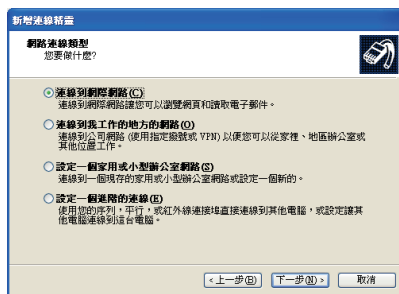 新增連線精靈
網路連線類型
您要做什麼?
連線到網際網路(C)
連線到網際網路讓您可以瀏覽網頁和讀取電子郵件。
連線到我工作的地方的網路(O)
連線到公司網路 (使用指定撥號或 VPN) 以便您可以從家裡、地區辦公室或
其他位置工作。
設定一個家用或小型辦公室網路(S)
連線到一個現存的家用或小型辦公室網路或設定一個新的。
設定一個進階的連線(E)
使用您的序列，平行，或紅外線連接埠直接連線到其他電腦，或設定讓其
他電腦連線到這台電腦。
<上一步(B) 下一步(N)> 取消